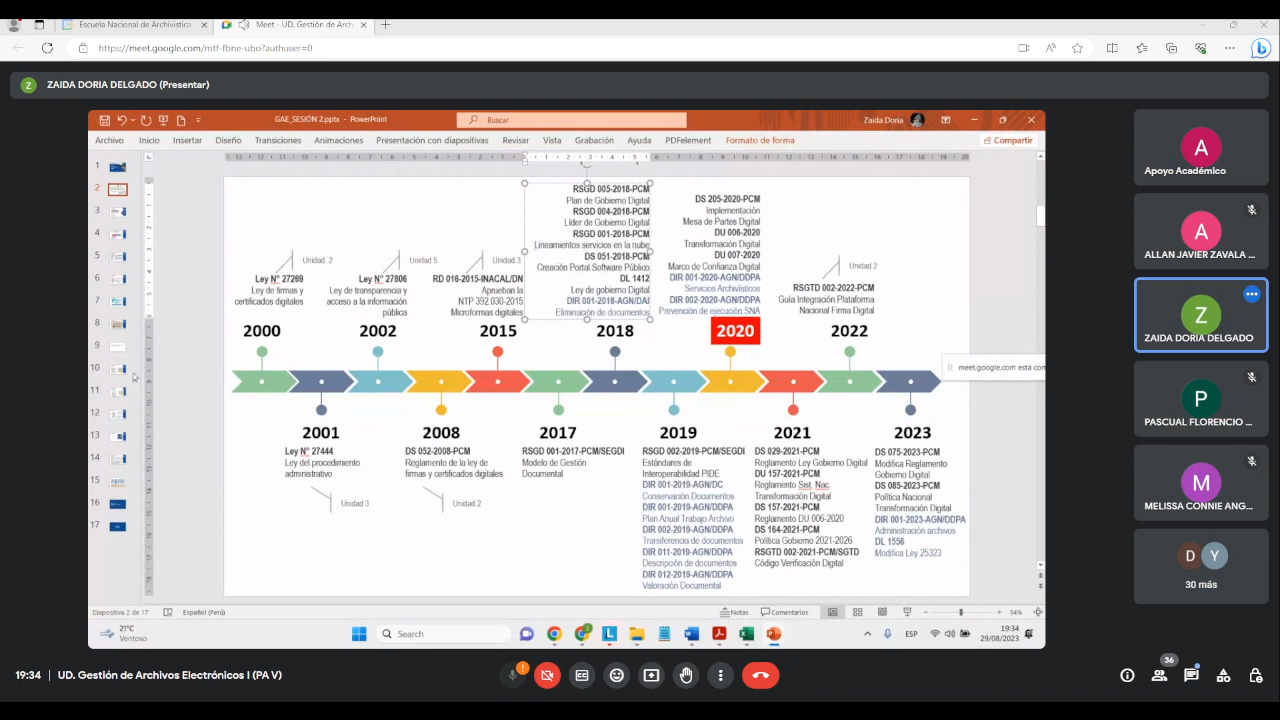 Escuela Nacional de Archivística
Meet - UD. Gestión de Arch
https://meet.google.com/mtf-fbne-ubo?authuser=0
Z
ZAIDA DORIA DELGADO (Presentar)
GAE_SESIÓN 2.pptx - PowerPoint
Buscar
Zaida Doria
Archivo Inicio Insertar Diseño Transiciones Animaciones Presentación con diapositivas Revisar Vista Grabación Ayuda PDFelement Formato de forma
Compartir
1
2
3
4
5
6
7
8
9
10
11
12
13
14
15
16
17
Unidad 2
Ley N° 27269
Ley de firmas y
certificados digitales
2000
Unidad 5
Ley N° 27806
Ley de transparencia y
acceso a la información
pública
2002
Unidad 3
RD 016-2015-INACAL/DN
Aprueban la
NTP 392.030-2015
Microformas digitales
2015
RSGD 005-2018-PCM
Plan de Gobierno Digital
RSGD 004-2018-PCM
Líder de Gobierno Digital
RSGD 001-2018-PCM
Lineamientos servicios en la nube
DS 051-2018-PCM
Creación Portal Software Público
DL 1412
Ley de gobierno Digital
DIR 001-2018-AGN/DAI
Eliminación de documentos
2018
DS 205-2020-PCM
Implementación
Mesa de Partes Digital
DU 006-2020
Transformación Digital
DU 007-2020
Marco de Confianza Digital
DIR 001-2020-AGN/DDPA
Servicios Archivísticos
DIR 002-2020-AGN/DDPA
Prevención de ejecución SNA
2020
Unidad 2
RSGTD 002-2022-PCM
Guía Integración Plataforma
Nacional Firma Digital
2022
meet.google.com está com
2001
Ley N° 27444
Ley del procedimiento
administrativo
Unidad 3
2008
DS 052-2008-PCM
Reglamento de la ley de
firmas y certificados digitales
Unidad 2
2017
RSGD 001-2017-PCM/SEGDI
Modelo de Gestión
Documental
2019
RSGD 002-2019-PCM/SEGDI
Estándares de
Interoperabilidad PIDE
DIR 001-2019-AGN/DC
Conservación Documentos
DIR 001-2019-AGN/DDPA
Plan Anual Trabajo Archivo
DIR 002-2019-AGN/DDPA
Transferencia de documentos
DIR 011-2019-AGN/DDPA
Descripción de documentos
DIR 012-2019-AGN/DDPA
Valoración Documental
2021
DS 029-2021-PCM
Reglamento Ley Gobierno Digital
DU 157-2021-PCM
Reglamento Sist. Nac.
Transformación Digital
DS 157-2021-PCM
Reglamento DU 006-2020
DS 164-2021-PCM
Política Gobierno 2021-2026
RSGTD 002-2021-PCM/SGTD
Código Verificación Digital
2023
DS 075-2023-PCM
Modifica Reglamento
Gobierno Digital
DS 085-2023-PCM
Política Nacional
Transformación Digital
DIR 001-2023-AGN/DDPA
Administración archivos
DL 1556
Modifica Ley 25323
Diapositiva 2 de 17
Español (Perú)
Notas
Comentarios
94%
21°C
Ventoso
Search
ESP
19:34
29/08/2023
A
Apoyo Académico
A
ALLAN JAVIER ZAVALA ...
Z
ZAIDA DORIA DELGADO
P
PASCUAL FLORENCIO ...
M
MELISSA CONNIE ANG...
D Y
30 más
19:34 | UD. Gestión de Archivos Electrónicos I (PA V)
36